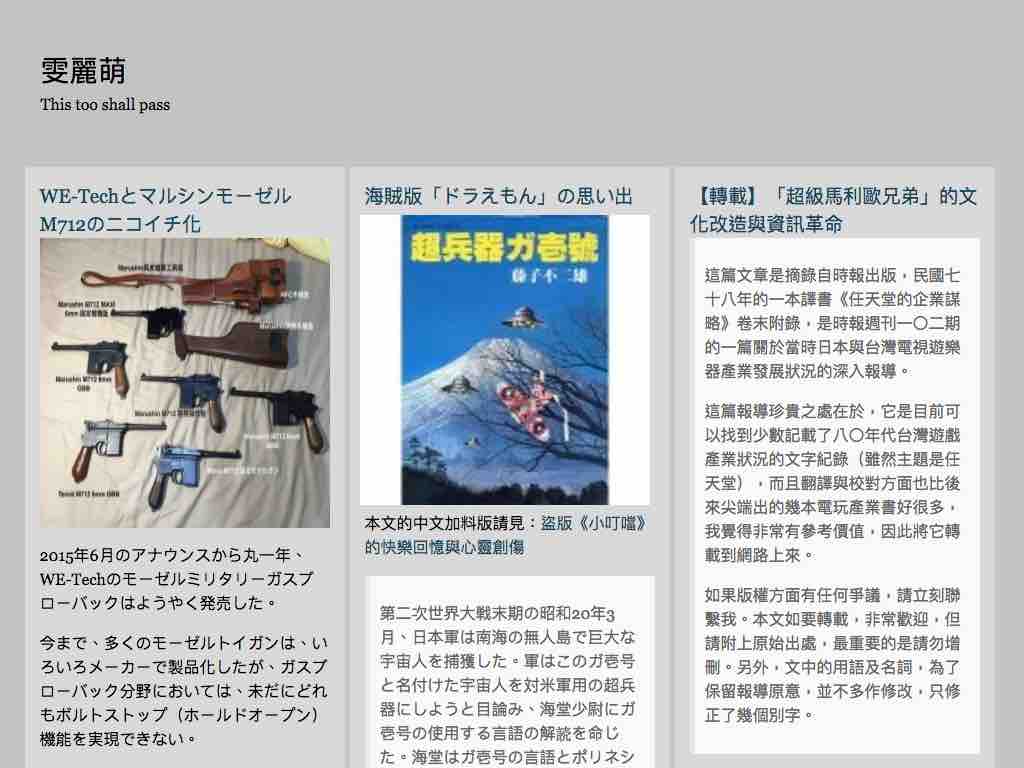 雯麗萌
This too shall pass
WE-Techとマルシンモーゼル
M712のニコイチ化
Marushin M712 MAXI
6mm 固定割機版
Marushin M712 8mm
GBB
Tanio M712 6mm GBB
2015年6月のアナウンスから丸一年、
WE-Techのモーゼルミリタリーガスブ
ローバックはようやく発売した。
今まで、多くのモーゼルトイガンは、い
ろいろメーカーで製品化したが、ガスブ
ローバック分野においては、未だにどれ
もボルトストップ（ホールドオープン）
機能を実現できない。
海賊版「ドラえもん」の思い出
超兵器ガ壱號
藤子不二雄
本文的中文加料版請見：盜版《小叮噹》
的快樂回憶與心靈創傷
第二次世界大戦末期の昭和20年3
月、日本軍は南海の無人島で巨大な
宇宙人を捕獲した。軍はこのガ壱号
と名付けた宇宙人を対米軍用の超兵
器にしようと目論み、海堂少尉にガ
壱号の使用する言語の解読を命じ
た。海堂はガ壱号の言語とポリネシ
【轉載】「超級馬利歐兄弟」的文
化改造與資訊革命
這篇文章是摘錄自時報出版，民國七
十八年的一本譯書《任天堂的企業謀
略》卷末附錄，是時報週刊一〇二期
的一篇關於當時日本與台灣電視遊樂
器產業發展狀況的深入報導。
這篇報導珍貴之處在於，它是目前可
以找到少數記載了八〇年代台灣遊戲
產業狀況的文字紀錄（雖然主題是任
天堂），而且翻譯與校對方面也比後
來尖端出的幾本電玩產業書好很多，
我覺得非常有參考價值，因此將它轉
載到網路上來。
如果版權方面有任何爭議，請立刻聯
繫我。本文如要轉載，非常歡迎，但
請附上原始出處，最重要的是請勿增
刪。另外，文中的用語及名詞，為了
保留報導原意，並不多作修改，只修
正了幾個別字。